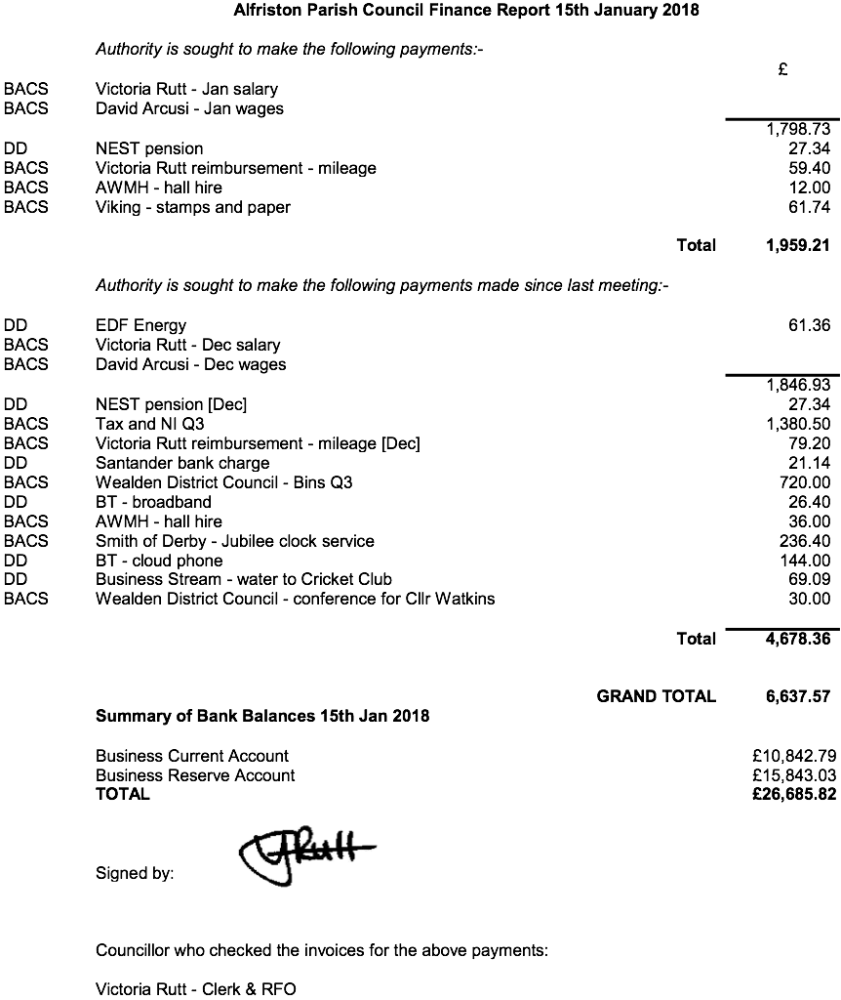 Alfriston Parish Council Finance Report 15th January 2018
Authority is sought to make the following payments:-
£
BACS Victoria Rutt - Jan salary
BACS David Arcusi - Jan wages
1,798.73
DD NEST pension 27.34
BACS Victoria Rutt reimbursement - mileage 59.40
BACS AWMH - hall hire 12.00
BACS Viking - stamps and paper 61.74
Total 1,959.21
Authority is sought to make the following payments made since last meeting:-
DD EDF Energy 61.36
BACS Victoria Rutt - Dec salary
BACS David Arcusi - Dec wages
1,846.93
DD NEST pension [Dec] 27.34
BACS Tax and NI Q3 1,380.50
BACS Victoria Rutt reimbursement - mileage [Dec] 79.20
DD Santander bank charge 21.14
BACS Wealden District Council - Bins Q3 720.00
DD BT - broadband 26.40
BACS AWMH - hall hire 36.00
BACS Smith of Derby - Jubilee clock service 236.40
DD BT - cloud phone 144.00
DD Business Stream - water to Cricket Club 69.09
BACS Wealden District Council - conference for Cllr Watkins 30.00
Total 4,678.36
GRAND TOTAL 6,637.57
Summary of Bank Balances 15th Jan 2018
Business Current Account £10,842.79
Business Reserve Account £15,843.03
TOTAL £26,685.82
VRutt
Signed by:
Councillor who checked the invoices for the above payments:
Victoria Rutt - Clerk & RFO